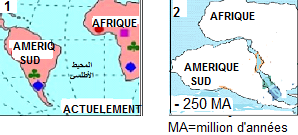 1
AFRIQUE
AMERIQ
SUD
المحيط
الأطلسي
ACTUELEMENT
2
AFRIQUE
AMERIQUE
SUD
- 250 MA
MA=million d'années